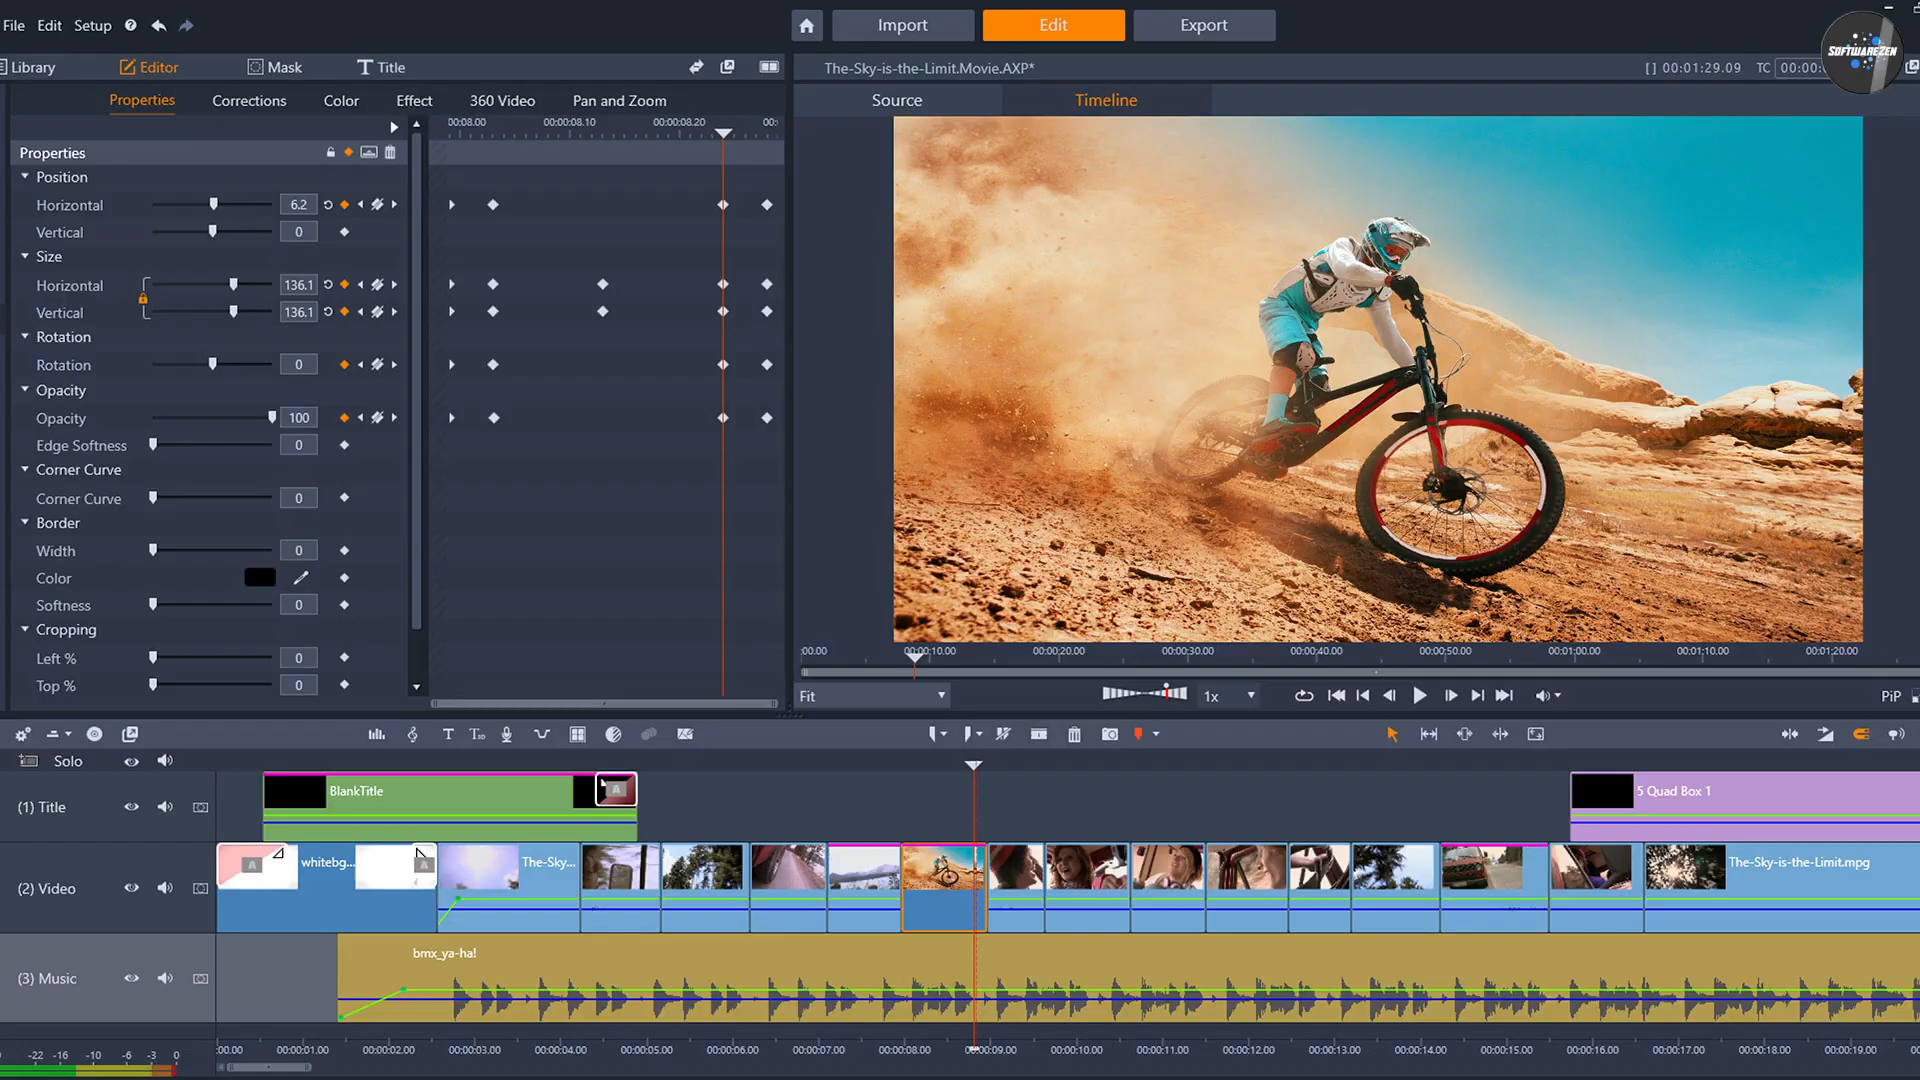 File Edit Setup ?
Import Edit Export
SOFTWAREZEN
Library Editor Mask Title
The-Sky-is-the-Limit.Movie.AXP*
[ ] 00:01:29.09 TC 00:00:
Properties Corrections Color Effect 360 Video Pan and Zoom
Source Timeline
00:00:08.00 00:00:08.10 00:00:08.20 00:0
Properties
Position
Horizontal 6.2
Vertical 0
Size
Horizontal 136.1
Vertical 136.1
Rotation
Rotation 0
Opacity
Opacity 100
Edge Softness 0
Corner Curve
Corner Curve 0
Border
Width 0
Color
Softness 0
Cropping
Left % 0
Top % 0
:00.00 00:00:10.00 00:00:20.00 00:00:30.00 00:00:40.00 00:00:50.00 00:01:00.00 00:01:10.00 00:01:20.00
Fit 1x PiP
Solo
(1) Title BlankTitle 5 Quad Box 1
(2) Video whitebg... The-Sky... The-Sky-is-the-Limit.mpg
(3) Music bmx_ya-ha!
-22 -16 -10 -6 -3 0
:00.00 00:00:01.00 00:00:02.00 00:00:03.00 00:00:04.00 00:00:05.00 00:00:06.00 00:00:07.00 00:00:08.00 00:00:09.00 00:00:10.00 00:00:11.00 00:00:12.00 00:00:13.00 00:00:14.00 00:00:15.00 00:00:16.00 00:00:17.00 00:00:18.00 00:00:19.00